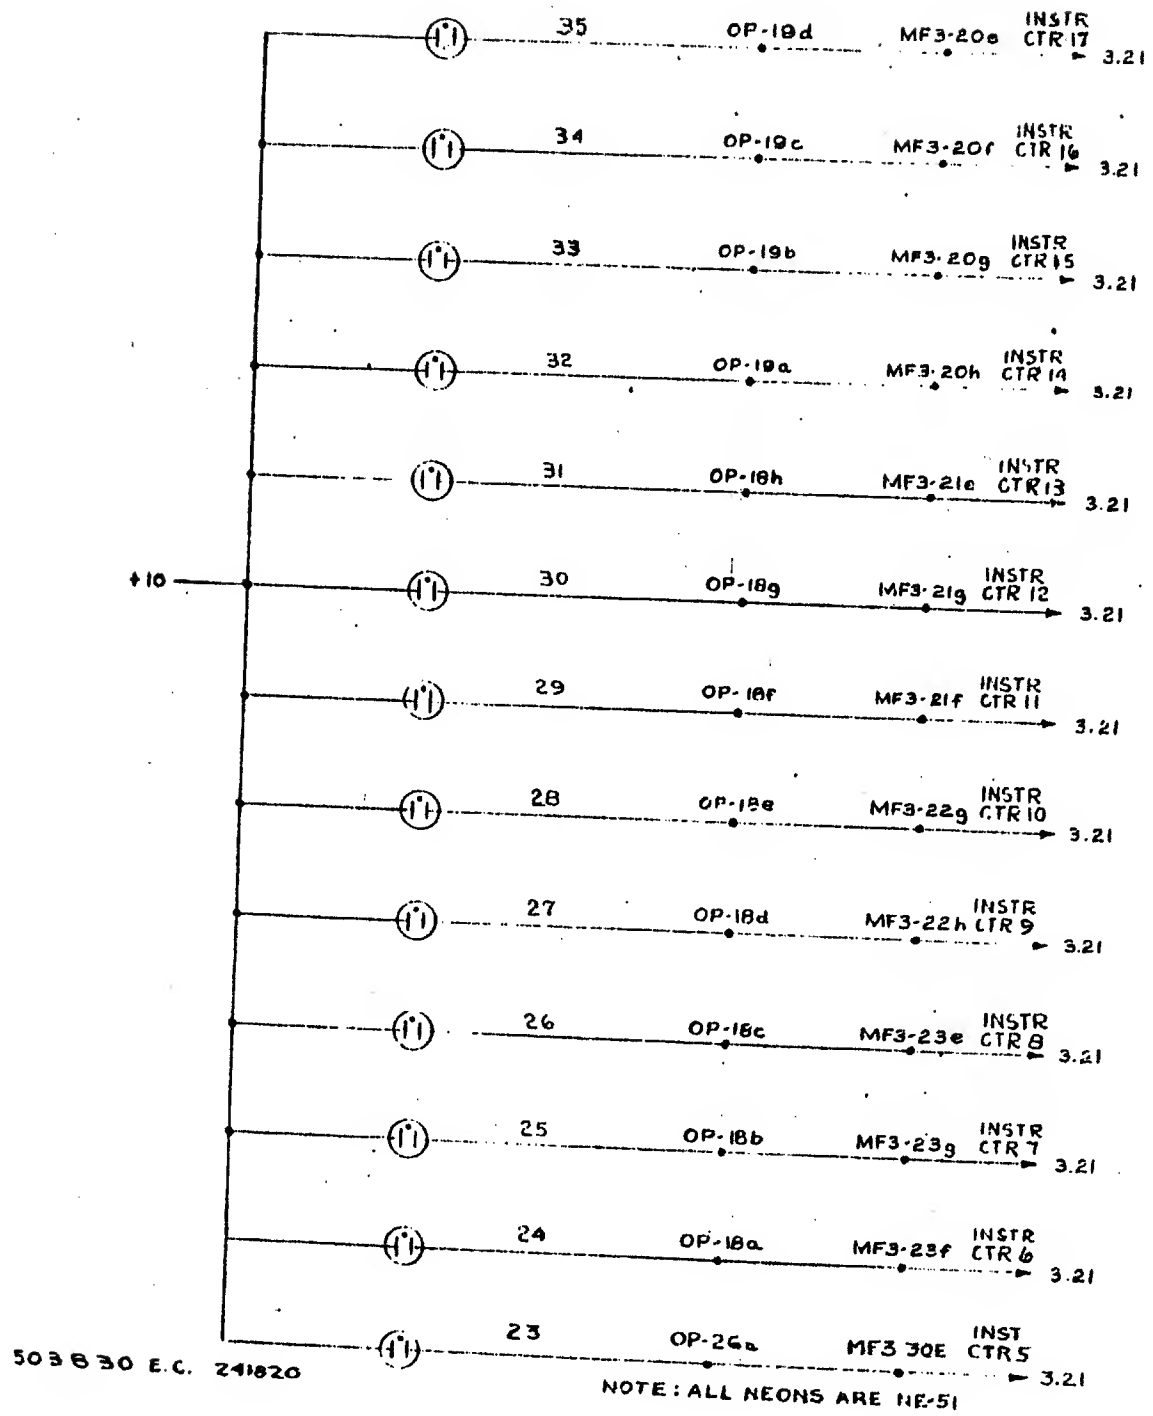 35 OP-19d MF3-20e INSTR
CTR 17 3.21
34 OP-19c MF3-20f INSTR
CTR 16 3.21
33 OP-19b MF3-20g INSTR
CTR 15 3.21
32 OP-19a MF3-20h INSTR
CTR 14 3.21
31 OP-18h MF3-21e INSTR
CTR 13 3.21
+10 30 OP-18g MF3-21g INSTR
CTR 12 3.21
29 OP-18f MF3-21f INSTR
CTR 11 3.21
28 OP-18e MF3-22g INSTR
CTR 10 3.21
27 OP-18d MF3-22h INSTR
CTR 9 3.21
26 OP-18c MF3-23e INSTR
CTR 8 3.21
25 OP-18b MF3-23g INSTR
CTR 7 3.21
24 OP-18a MF3-23f INSTR
CTR 6 3.21
23 OP-26a MF3 30E INST
CTR 5 3.21
503830 E.C. 241820
NOTE: ALL NEONS ARE NE-51